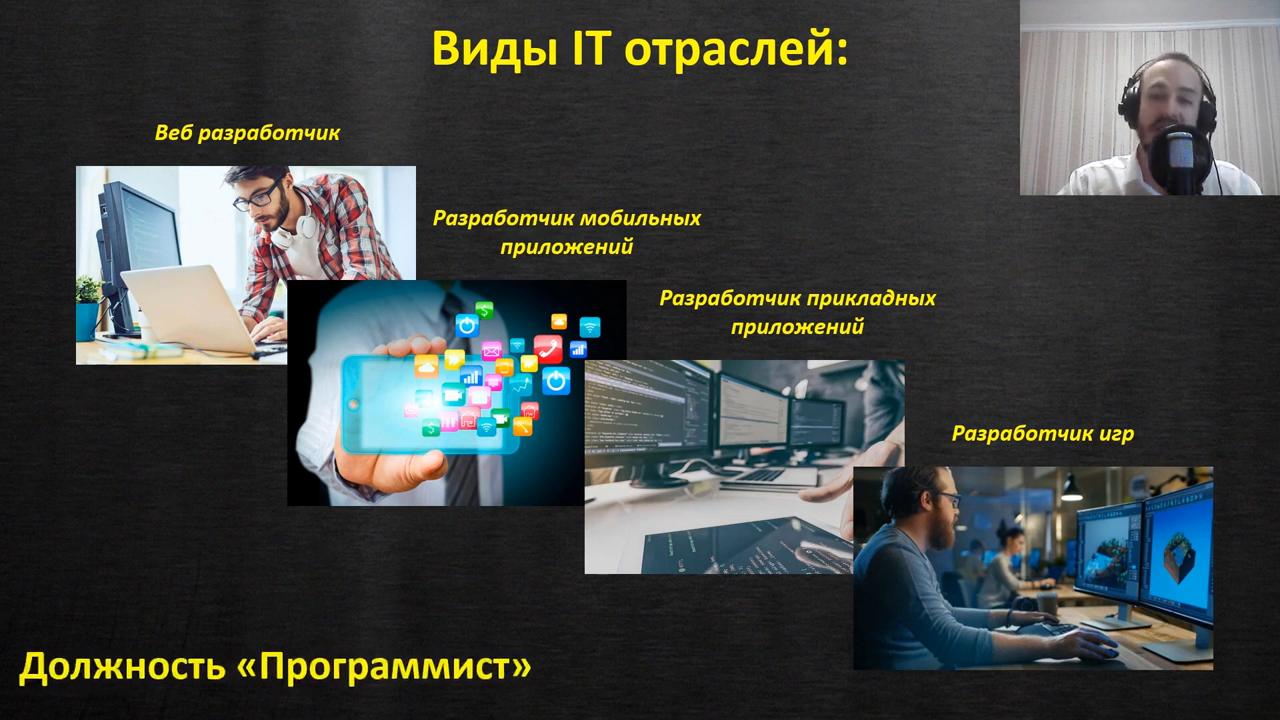 Виды IT отраслей:
Веб разработчик
Разработчик мобильных
приложений
Разработчик прикладных
приложений
Разработчик игр
Должность «Программист»